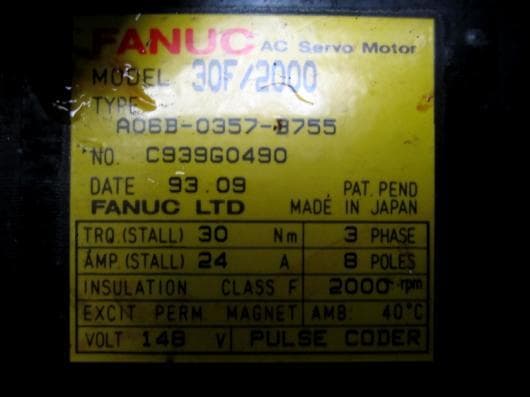 FANUC AC Servo Motor
MODEL 30F/2000
TYPE
A06B-0357-B755
NO. C939G0490
DATE 93.09 PAT. PEND
FANUC LTD MADE IN JAPAN
TRQ.(STALL) 30 Nm 3 PHASE
AMP.(STALL) 24 A 8 POLES
INSULATION CLASS F 2000 rpm
EXCIT. PERM MAGNET AMB. 40°C
VOLT 148 V PULSE CODER